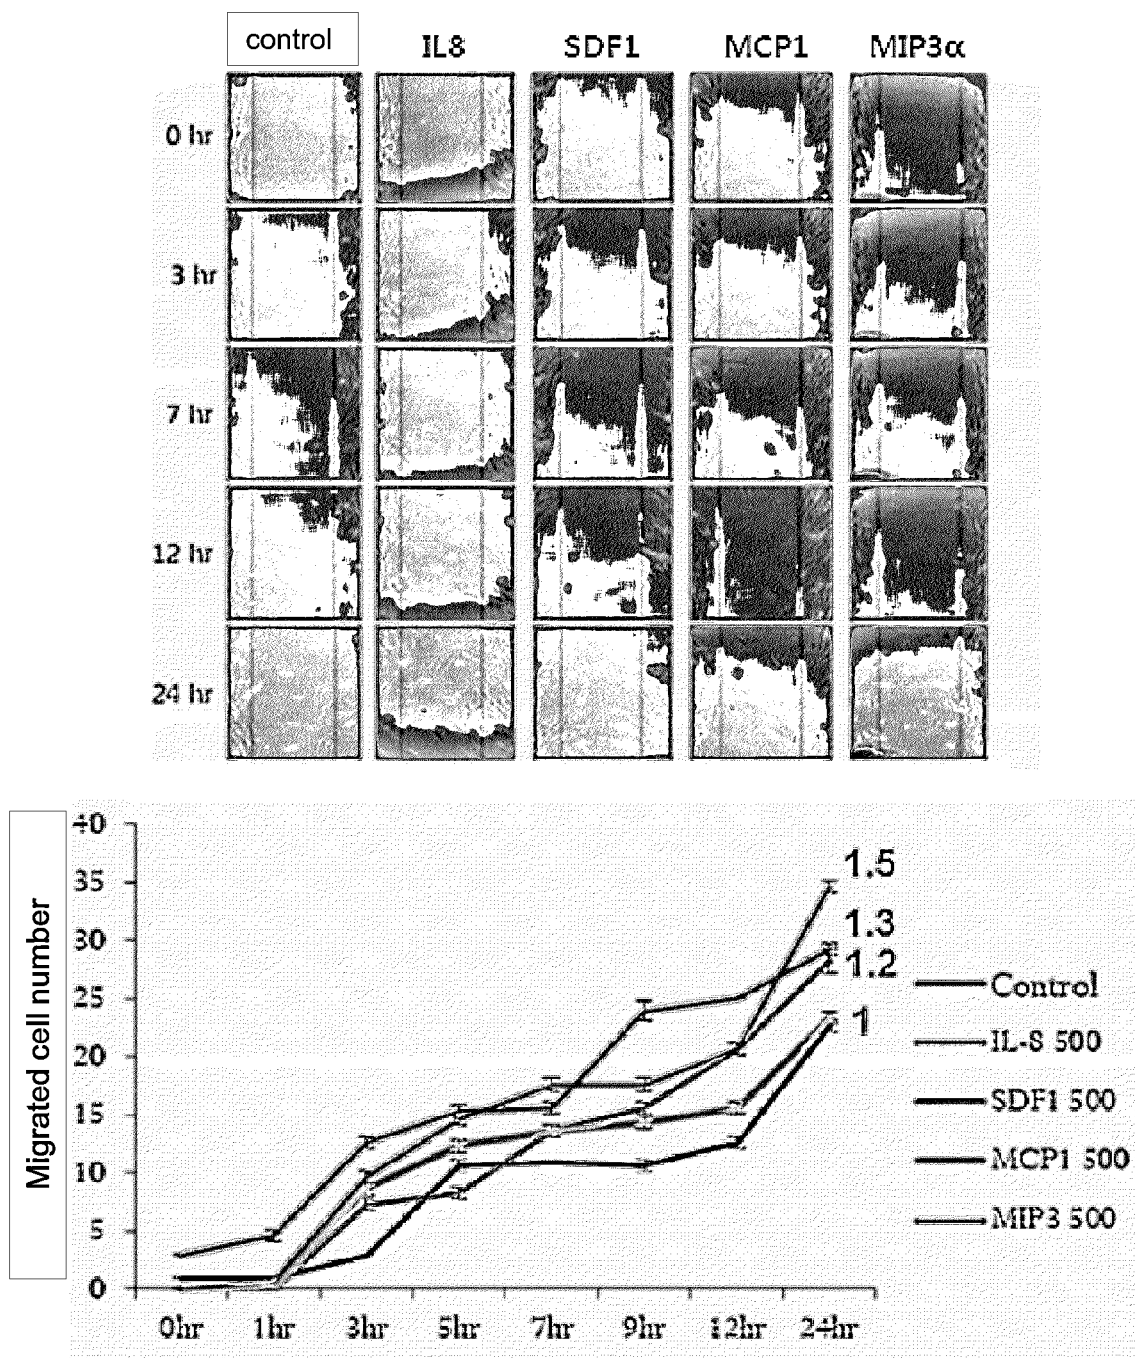 control IL8 SDF1 MCP1 MIP3α
0 hr
3 hr
7 hr
12 hr
24 hr
Migrated cell number
40
35
30
25
20
15
10
5
0
1.5
1.3
1.2
1
Control
IL-8 500
SDF1 500
MCP1 500
MIP3 500
0hr 1hr 3hr 5hr 7hr 9hr 12hr 24hr